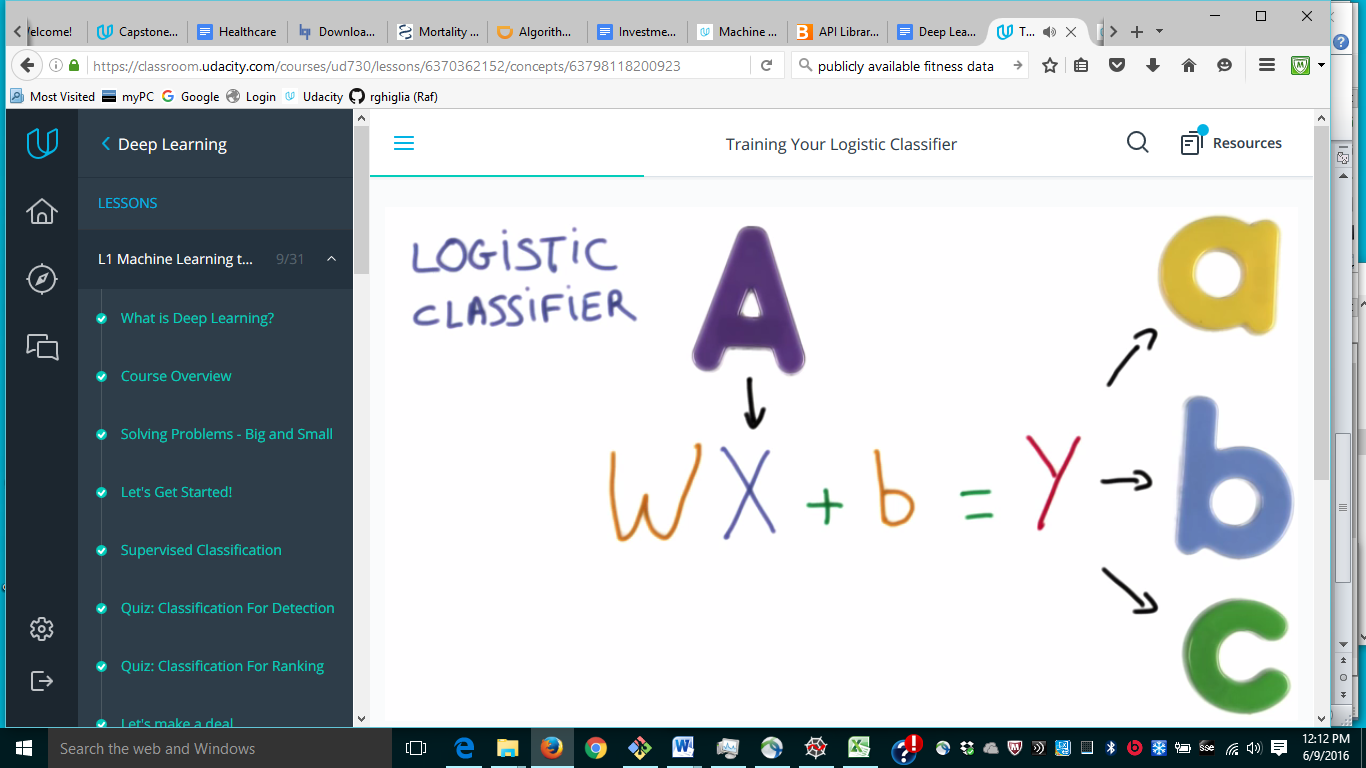 'elcome!
Capstone...
Healthcare
Downloa...
Mortality ...
Algorith...
Investme...
Machine ...
API Librar...
Deep Lea...
T...
https://classroom.udacity.com/courses/ud730/lessons/6370362152/concepts/63798118200923
publicly available fitness data
Most Visited
myPC
Google
Login
Udacity
rghiglia (Raf)
Deep Learning
Training Your Logistic Classifier
Resources
LESSONS
L1 Machine Learning t... 9/31
What is Deep Learning?
Course Overview
Solving Problems - Big and Small
Let's Get Started!
Supervised Classification
Quiz: Classification For Detection
Quiz: Classification For Ranking
Let's make a deal
LOGISTIC
CLASSIFIER
A
WX + b = Y
a
b
c
Search the web and Windows
12:12 PM
6/9/2016